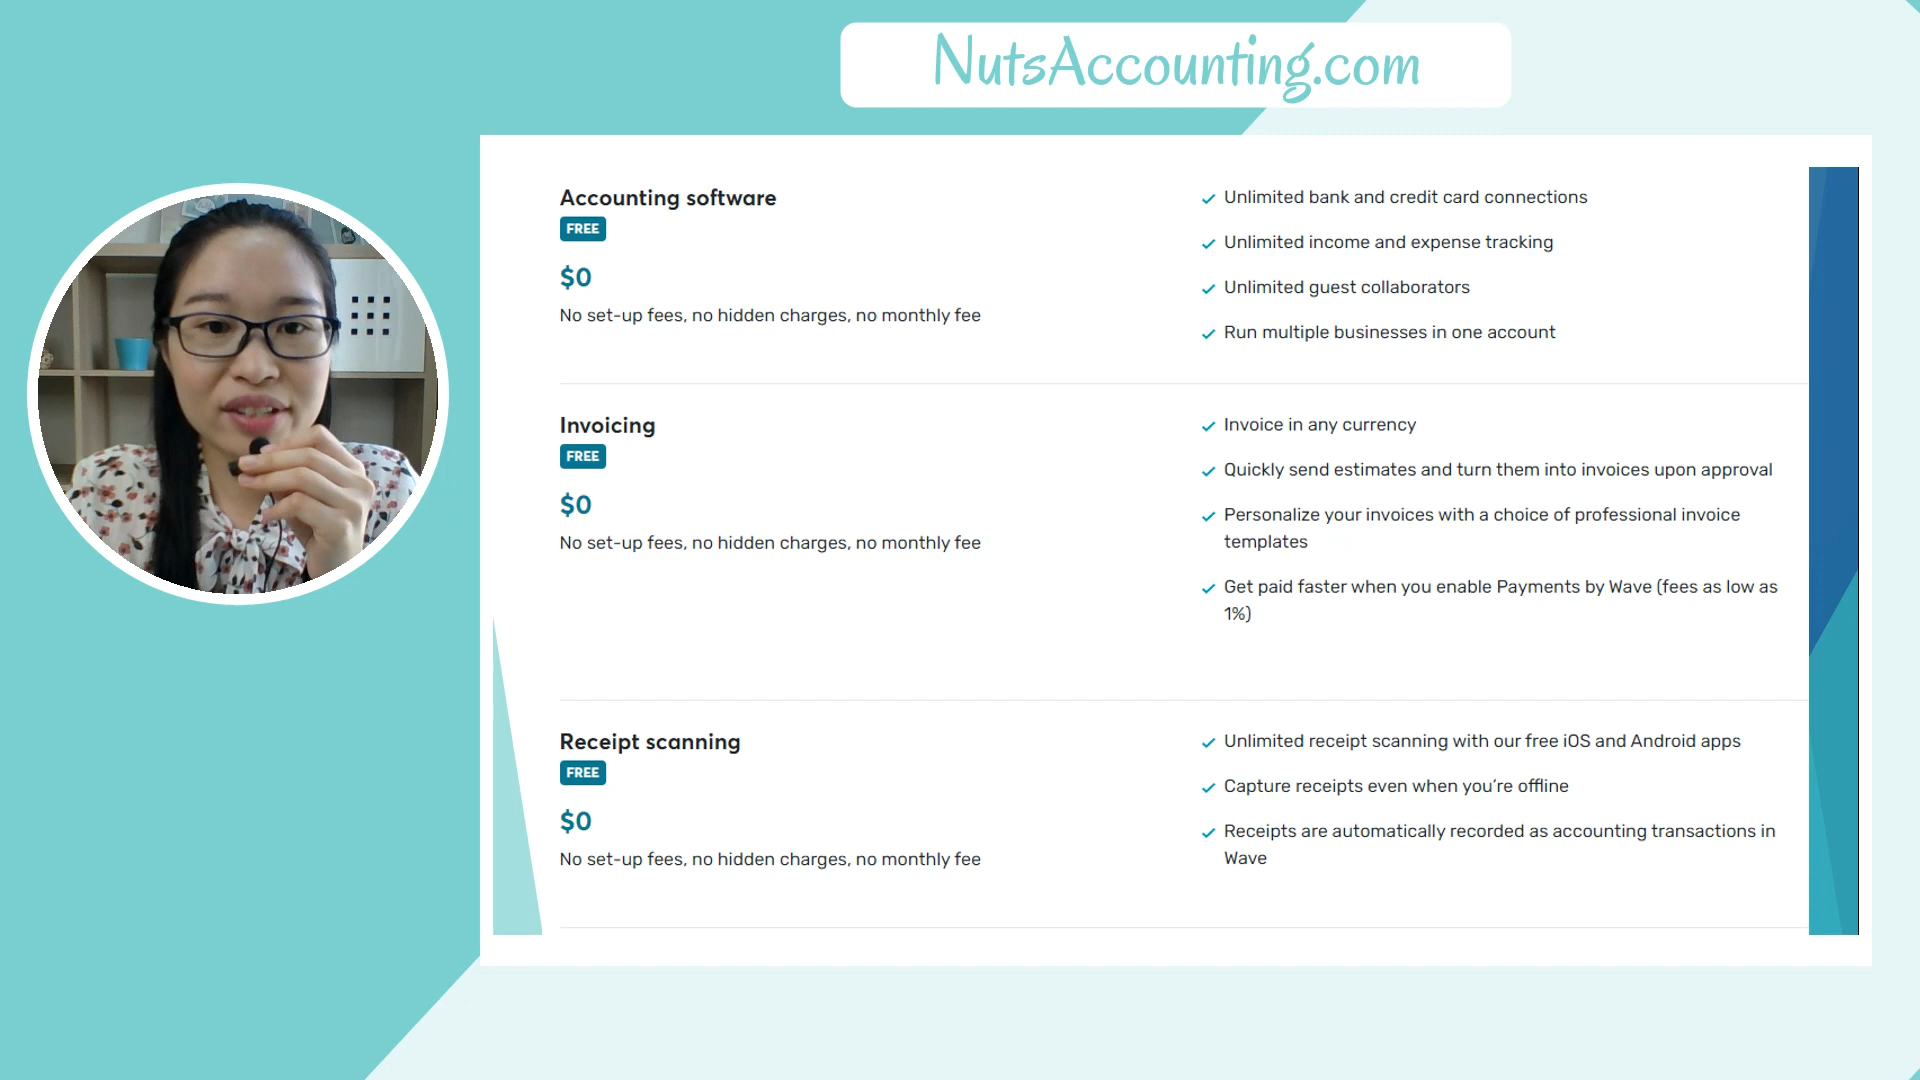 NutsAccounting.com
Accounting software
FREE
$0
No set-up fees, no hidden charges, no monthly fee
Unlimited bank and credit card connections
Unlimited income and expense tracking
Unlimited guest collaborators
Run multiple businesses in one account
Invoicing
FREE
$0
No set-up fees, no hidden charges, no monthly fee
Invoice in any currency
Quickly send estimates and turn them into invoices upon approval
Personalize your invoices with a choice of professional invoice
templates
Get paid faster when you enable Payments by Wave (fees as low as
1%)
Receipt scanning
FREE
$0
No set-up fees, no hidden charges, no monthly fee
Unlimited receipt scanning with our free iOS and Android apps
Capture receipts even when you’re offline
Receipts are automatically recorded as accounting transactions in
Wave